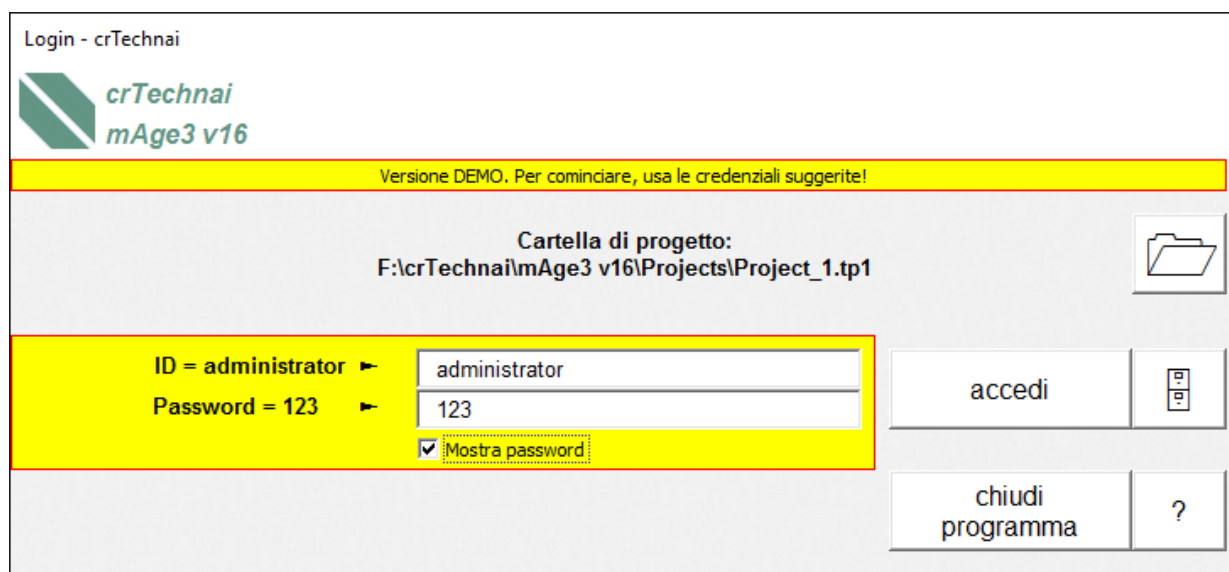 Login - crTechnai
crTechnai
mAge3 v16
Versione DEMO. Per cominciare, usa le credenziali suggerite!
Cartella di progetto:
F:\crTechnai\mAge3 v16\Projects\Project_1.tp1
ID = administrator ► administrator
Password = 123 ► 123
Mostra password
accedi
chiudi
programma
?